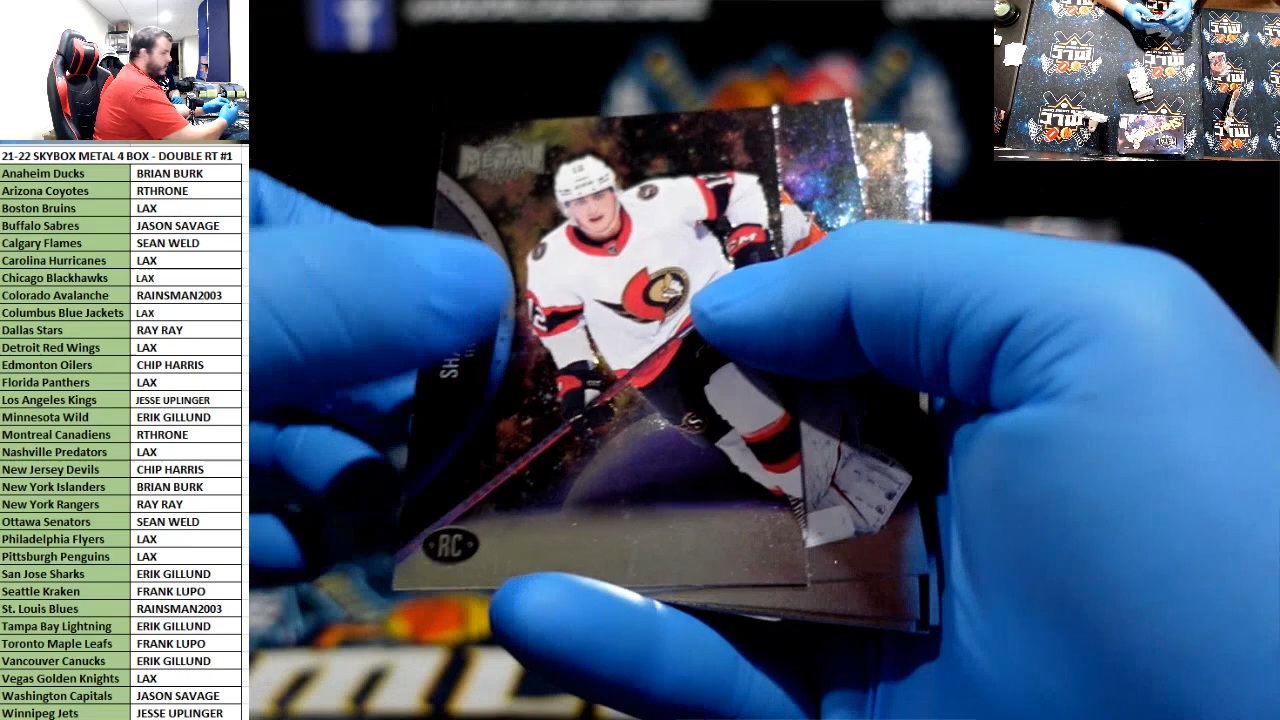 21-22 SKYBOX METAL 4 BOX - DOUBLE RT #1
Anaheim Ducks BRIAN BURK
Arizona Coyotes RTHRONE
Boston Bruins LAX
Buffalo Sabres JASON SAVAGE
Calgary Flames SEAN WELD
Carolina Hurricanes LAX
Chicago Blackhawks LAX
Colorado Avalanche RAINSMAN2003
Columbus Blue Jackets LAX
Dallas Stars RAY RAY
Detroit Red Wings LAX
Edmonton Oilers CHIP HARRIS
Florida Panthers LAX
Los Angeles Kings JESSE UPLINGER
Minnesota Wild ERIK GILLUND
Montreal Canadiens RTHRONE
Nashville Predators LAX
New Jersey Devils CHIP HARRIS
New York Islanders BRIAN BURK
New York Rangers RAY RAY
Ottawa Senators SEAN WELD
Philadelphia Flyers LAX
Pittsburgh Penguins LAX
San Jose Sharks ERIK GILLUND
Seattle Kraken FRANK LUPO
St. Louis Blues RAINSMAN2003
Tampa Bay Lightning ERIK GILLUND
Toronto Maple Leafs FRANK LUPO
Vancouver Canucks ERIK GILLUND
Vegas Golden Knights LAX
Washington Capitals JASON SAVAGE
Winnipeg Jets JESSE UPLINGER
METAL
12
CCM
RC